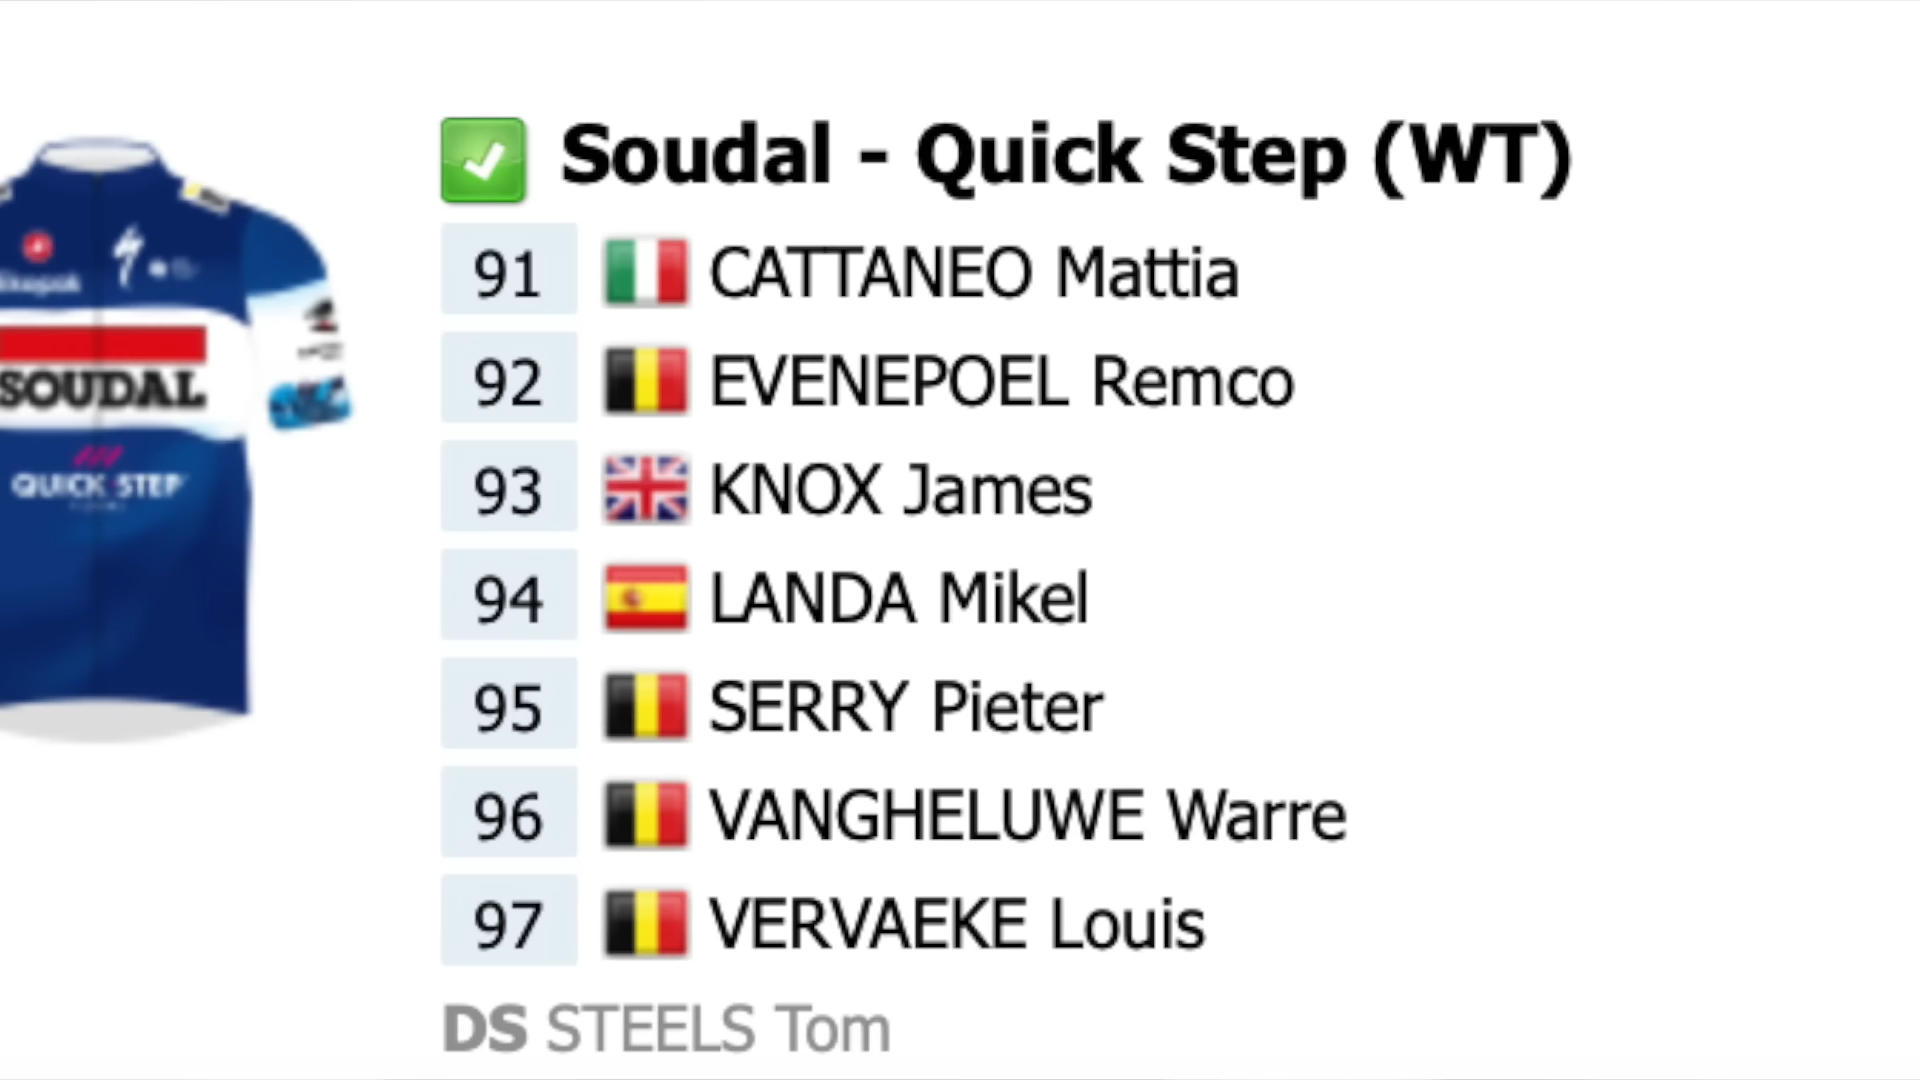 Soudal - Quick Step (WT)
91 CATTANEO Mattia
92 EVENEPOEL Remco
93 KNOX James
94 LANDA Mikel
95 SERRY Pieter
96 VANGHELUWE Warre
97 VERVAEKE Louis
DS STEELS Tom
SOUDAL
QUICK STEP